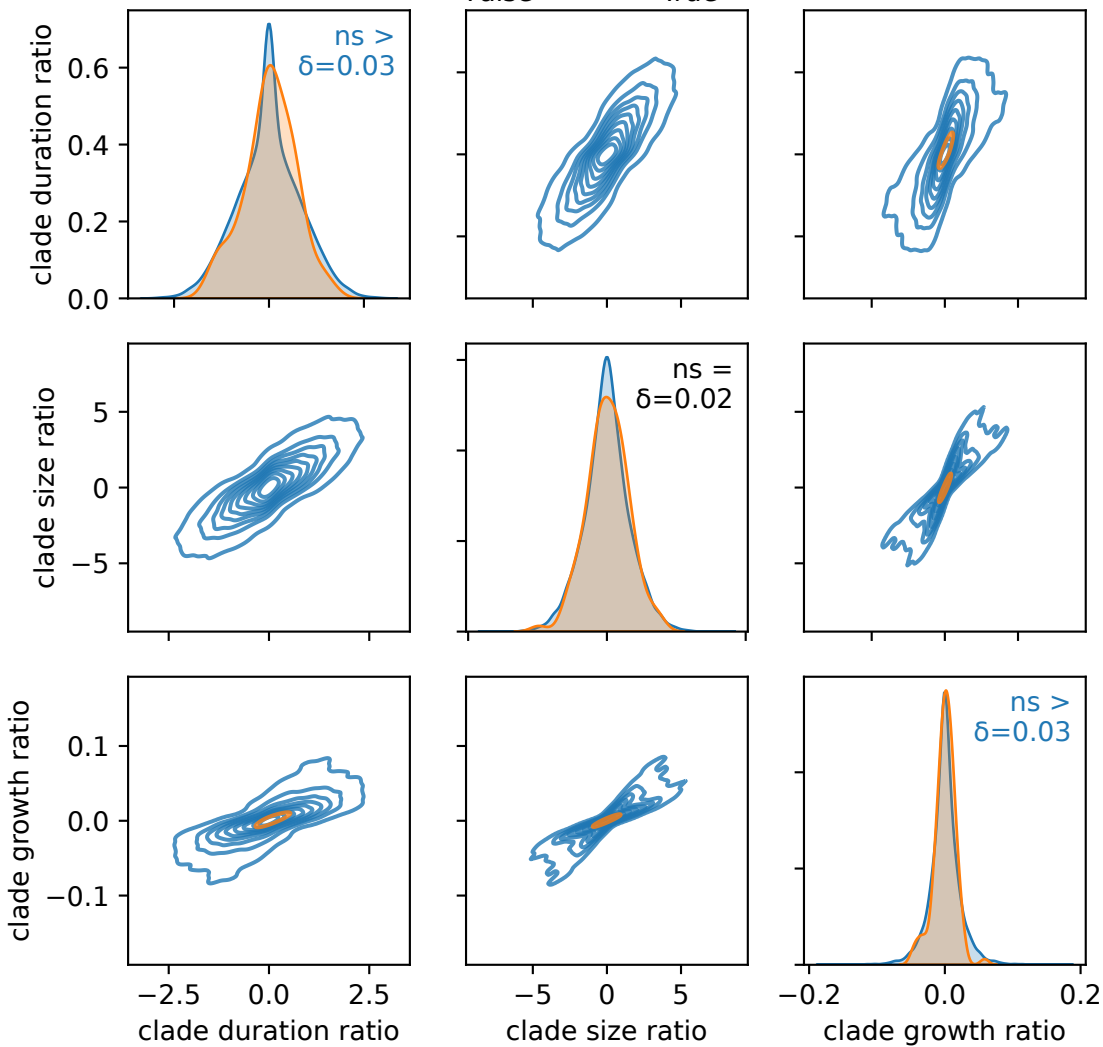 clade duration ratio
0.6
0.4
0.2
0.0
ns >
δ=0.03
clade size ratio
5
0
−5
−5
0
5
ns =
δ=0.02
clade growth ratio
0.1
0.0
−0.1
ns >
δ=0.03
−2.5
0.0
2.5
−5
0
5
−0.2
0.0
0.2
clade duration ratio
clade size ratio
clade growth ratio